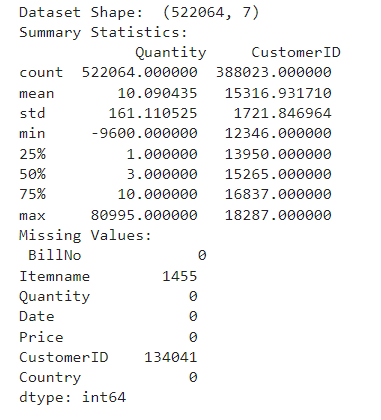 Dataset Shape:  (522064, 7)
Summary Statistics:
            Quantity     CustomerID
count  522064.000000  388023.000000
mean       10.090435   15316.931710
std       161.110525    1721.846964
min     -9600.000000   12346.000000
25%         1.000000   13950.000000
50%         3.000000   15265.000000
75%        10.000000   16837.000000
max     80995.000000   18287.000000
Missing Values:
 BillNo             0
Itemname        1455
Quantity           0
Date               0
Price              0
CustomerID    134041
Country            0
dtype: int64